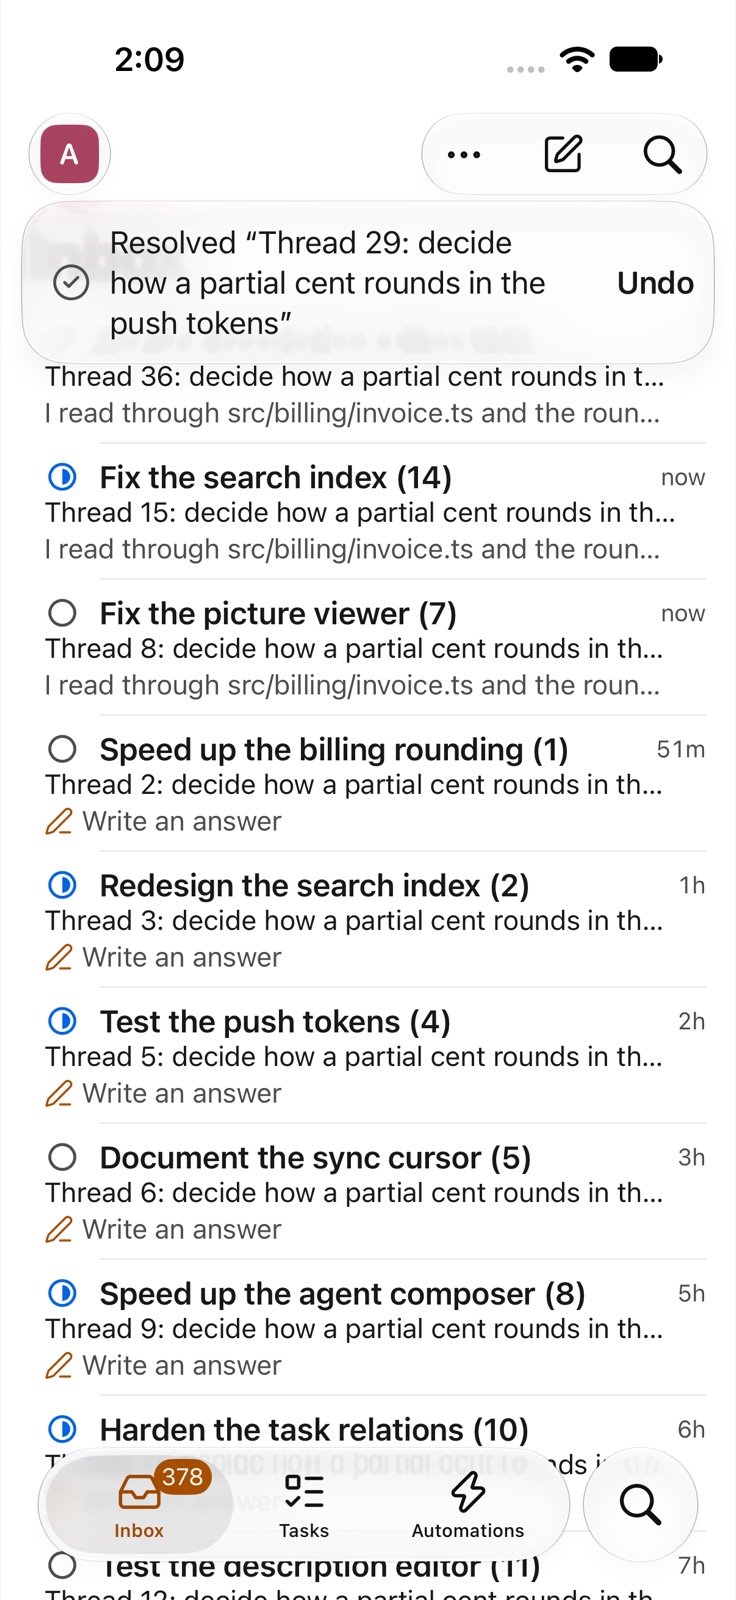 2:09
A
Resolved “Thread 29: decide
how a partial cent rounds in the
push tokens”
Undo
Thread 36: decide how a partial cent rounds in t...
I read through src/billing/invoice.ts and the roun...
Fix the search index (14)
now
Thread 15: decide how a partial cent rounds in th...
I read through src/billing/invoice.ts and the roun...
Fix the picture viewer (7)
now
Thread 8: decide how a partial cent rounds in th...
I read through src/billing/invoice.ts and the roun...
Speed up the billing rounding (1)
51m
Thread 2: decide how a partial cent rounds in th...
Write an answer
Redesign the search index (2)
1h
Thread 3: decide how a partial cent rounds in th...
Write an answer
Test the push tokens (4)
2h
Thread 5: decide how a partial cent rounds in th...
Write an answer
Document the sync cursor (5)
3h
Thread 6: decide how a partial cent rounds in th...
Write an answer
Speed up the agent composer (8)
5h
Thread 9: decide how a partial cent rounds in th...
Write an answer
Harden the task relations (10)
6h
378
Inbox
Tasks
Automations
Test the description editor (11)
7h
Thread 12: decide how a partial cent rounds in th